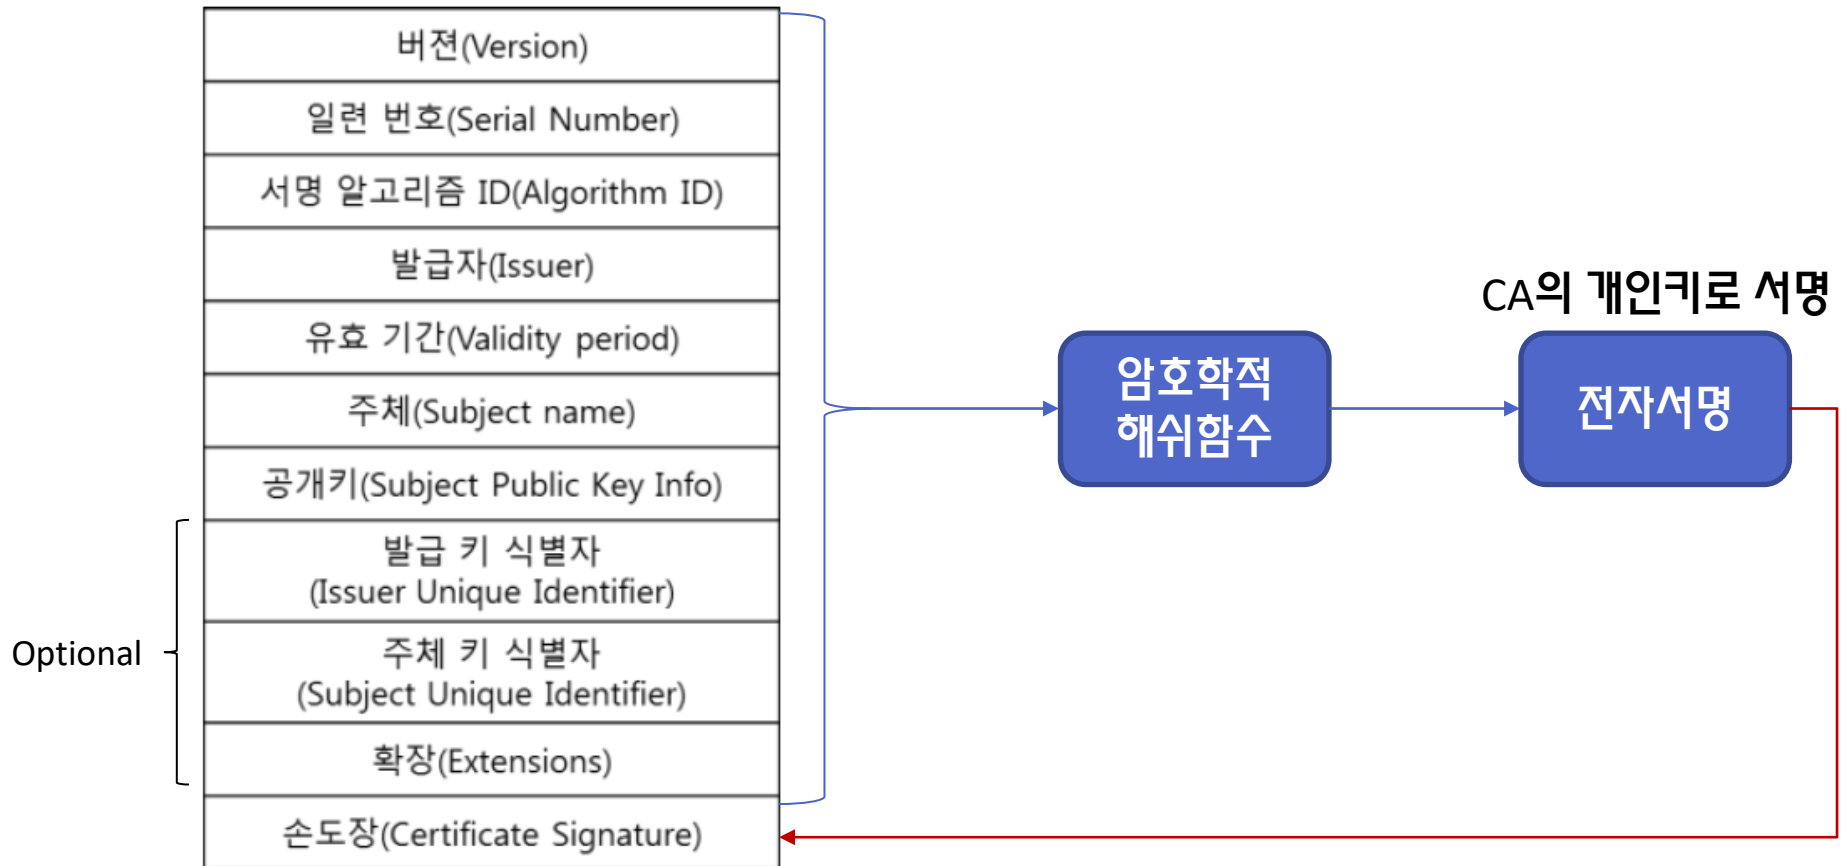 버젼(Version)
일련 번호(Serial Number)
서명 알고리즘 ID(Algorithm ID)
발급자(Issuer)
유효 기간(Validity period)
주체(Subject name)
공개키(Subject Public Key Info)
발급 키 식별자
(Issuer Unique Identifier)
주체 키 식별자
(Subject Unique Identifier)
확장(Extensions)
손도장(Certificate Signature)
Optional
암호학적
해쉬함수
CA의 개인키로 서명
전자서명